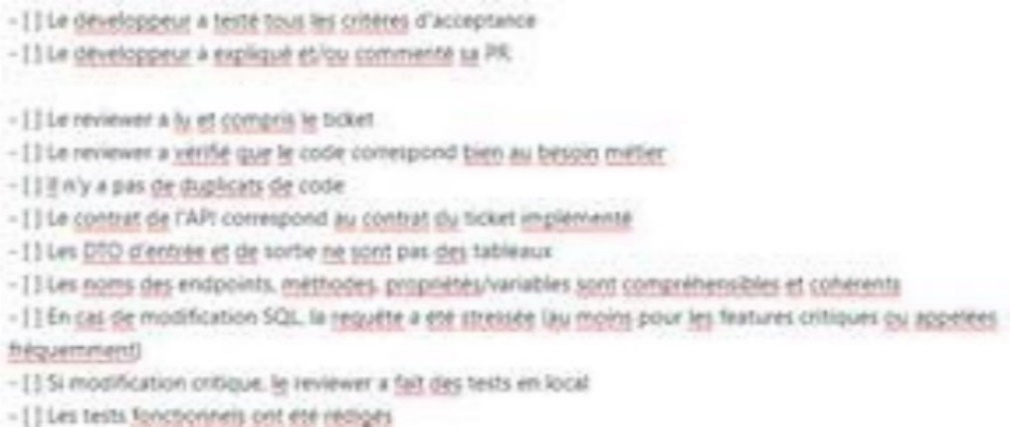 - [ ] Le développeur a testé tous les critères d'acceptance
- [ ] Le développeur a expliqué et/ou commenté sa PR
- [ ] Le reviewer a lu et compris le ticket
- [ ] Le reviewer a vérifié que le code correspond bien au besoin métier
- [ ] Il n'y a pas de duplicats de code
- [ ] Le contrat de l'API correspond au contrat du ticket implémenté
- [ ] Les DTO d'entrée et de sortie ne sont pas des tableaux
- [ ] Les noms des endpoints, méthodes, propriétés/variables sont compréhensibles et cohérents
- [ ] En cas de modification SQL, la requête a été stressée (au moins pour les features critiques ou appelées
fréquemment)
- [ ] Si modification critique, le reviewer a fait des tests en local
- [ ] Les tests fonctionnels ont été rédigés